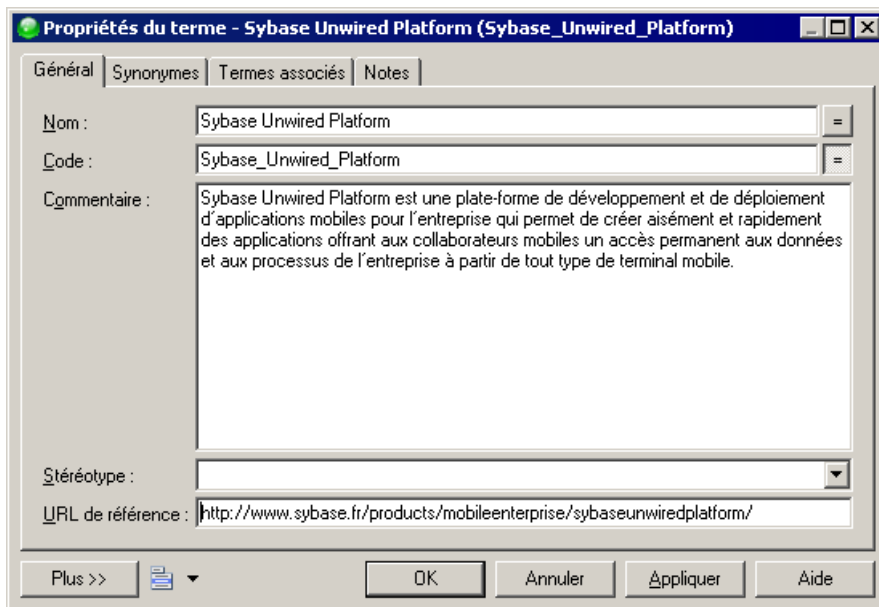 Propriétés du terme - Sybase Unwired Platform (Sybase_Unwired_Platform)
Général Synonymes Termes associés Notes
Nom : Sybase Unwired Platform =
Code : Sybase_Unwired_Platform =
Commentaire : Sybase Unwired Platform est une plate-forme de développement et de déploiement
d´applications mobiles pour l´entreprise qui permet de créer aisément et rapidement
des applications offrant aux collaborateurs mobiles un accès permanent aux données
et aux processus de l´entreprise à partir de tout type de terminal mobile.
Stéréotype :
URL de référence : http://www.sybase.fr/products/mobileenterprise/sybaseunwiredplatform/
Plus >> OK Annuler Appliquer Aide